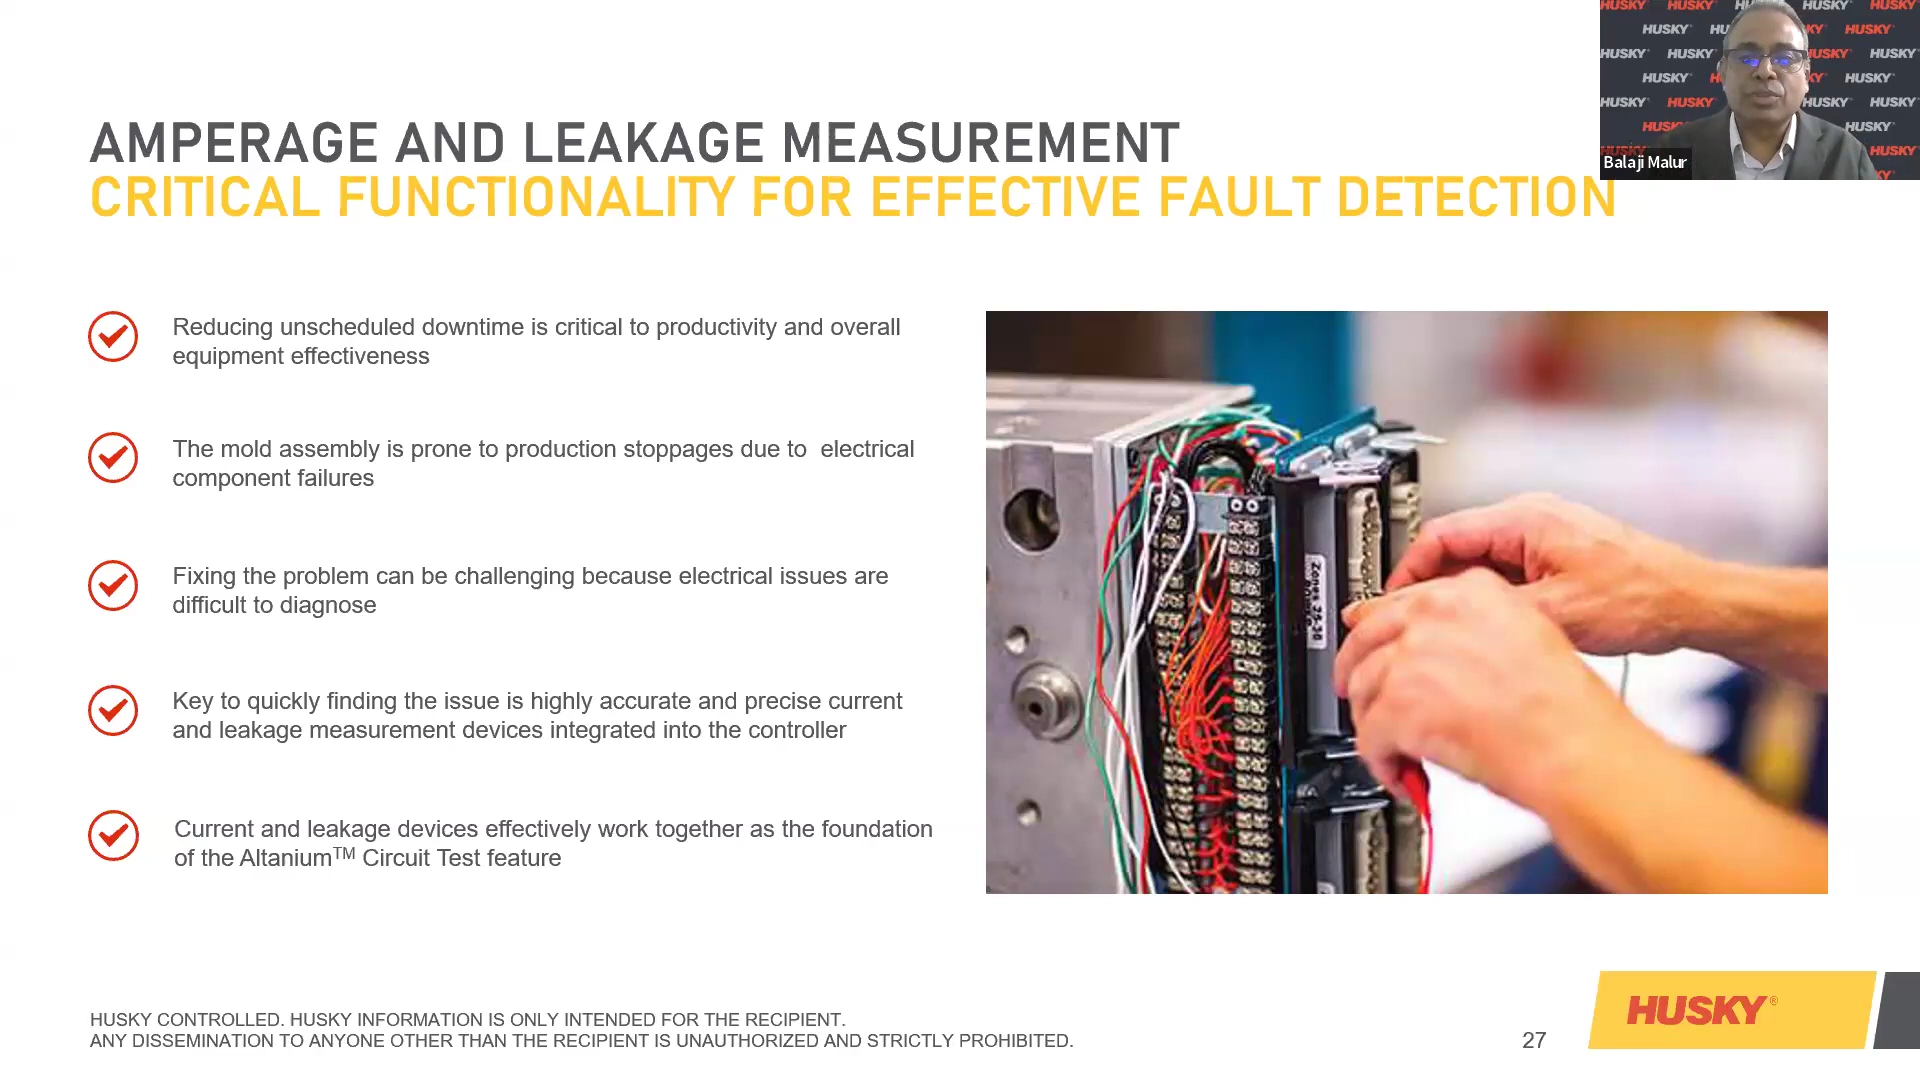 AMPERAGE AND LEAKAGE MEASUREMENT
CRITICAL FUNCTIONALITY FOR EFFECTIVE FAULT DETECTION
HUSKY
Balaji Malur
Reducing unscheduled downtime is critical to productivity and overall
equipment effectiveness
The mold assembly is prone to production stoppages due to  electrical
component failures
Fixing the problem can be challenging because electrical issues are
difficult to diagnose
Key to quickly finding the issue is highly accurate and precise current
and leakage measurement devices integrated into the controller
Current and leakage devices effectively work together as the foundation
of the Altanium™ Circuit Test feature
HUSKY CONTROLLED. HUSKY INFORMATION IS ONLY INTENDED FOR THE RECIPIENT.
ANY DISSEMINATION TO ANYONE OTHER THAN THE RECIPIENT IS UNAUTHORIZED AND STRICTLY PROHIBITED.
27
HUSKY®